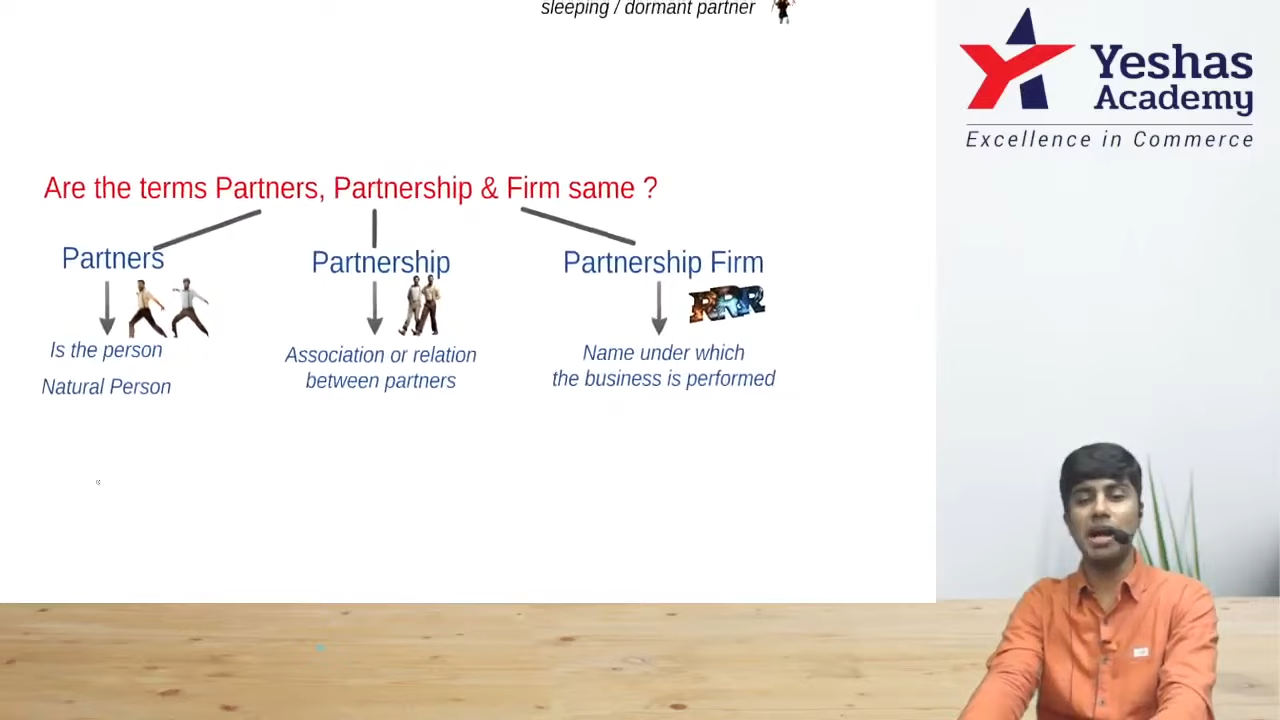 sleeping / dormant partner
Yeshas
Academy
Excellence in Commerce
Are the terms Partners, Partnership & Firm same ?
Partners
Partnership
Partnership Firm
RRR
Is the person
Natural Person
Association or relation
between partners
Name under which
the business is performed